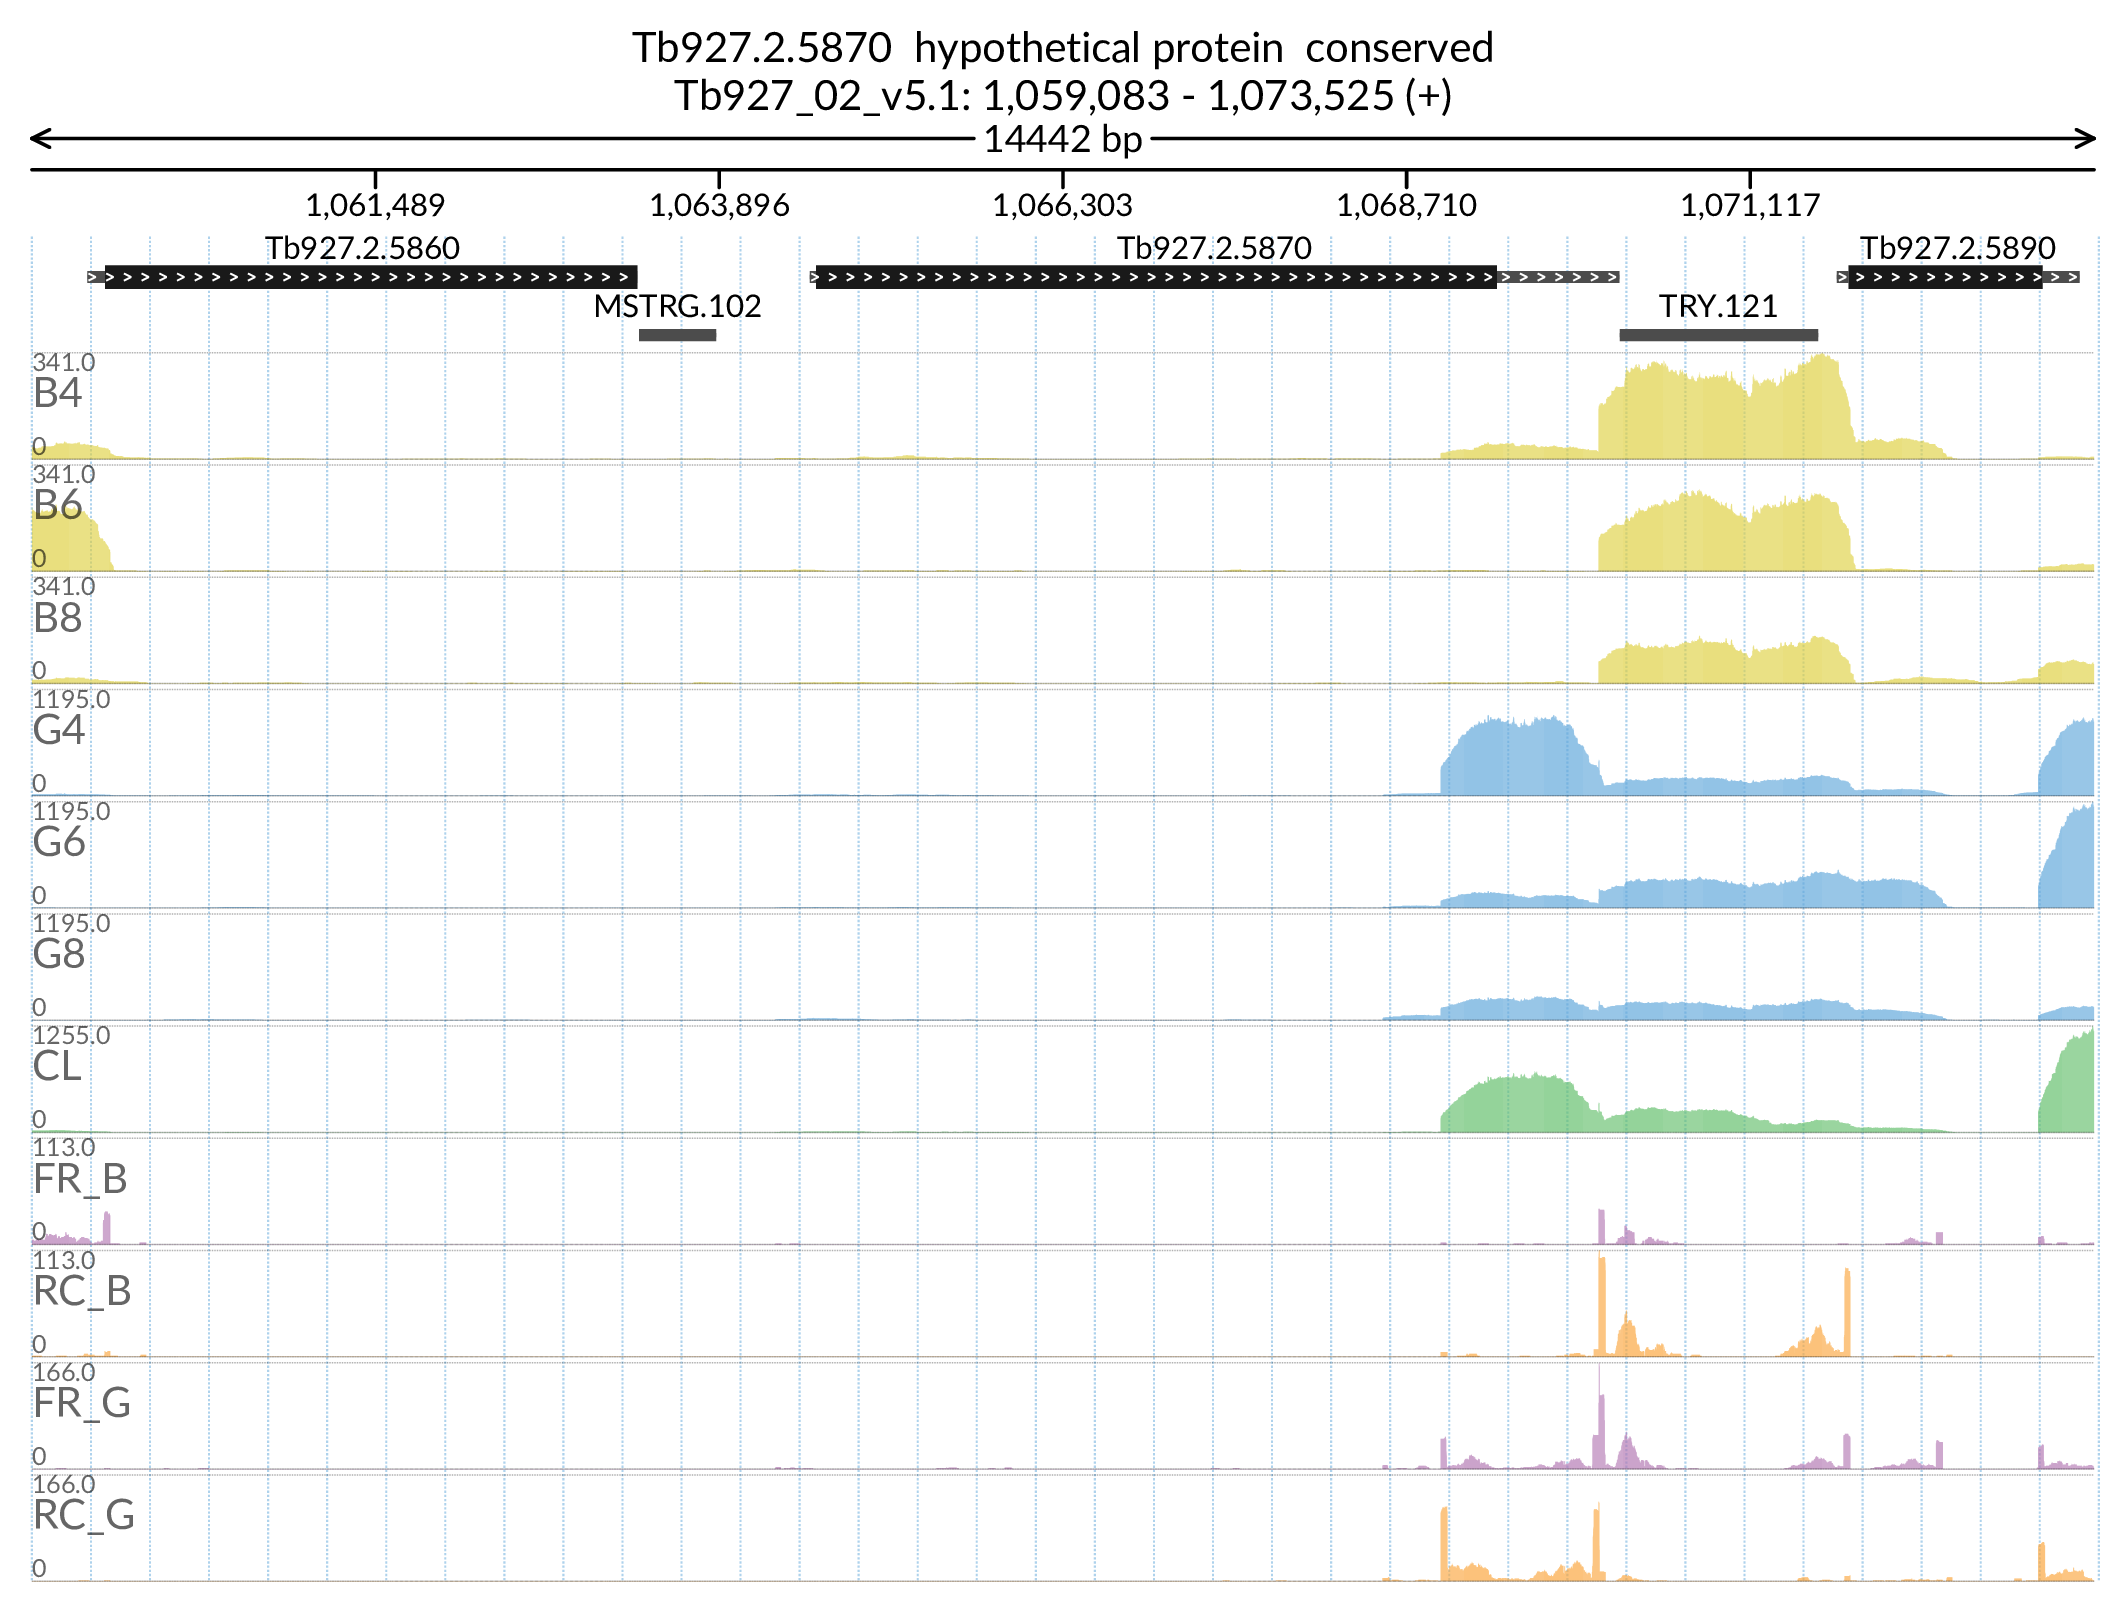 Tb927.2.5870  hypothetical protein  conserved
Tb927_02_v5.1: 1,059,083 - 1,073,525 (+)
14442 bp
1,061,489 1,063,896 1,066,303 1,068,710 1,071,117
Tb927.2.5860 Tb927.2.5870 Tb927.2.5890
MSTRG.102 TRY.121
341.0
B4
0
341.0
B6
0
341.0
B8
0
1195.0
G4
0
1195.0
G6
0
1195.0
G8
0
1255.0
CL
0
113.0
FR_B
0
113.0
RC_B
0
166.0
FR_G
0
166.0
RC_G
0